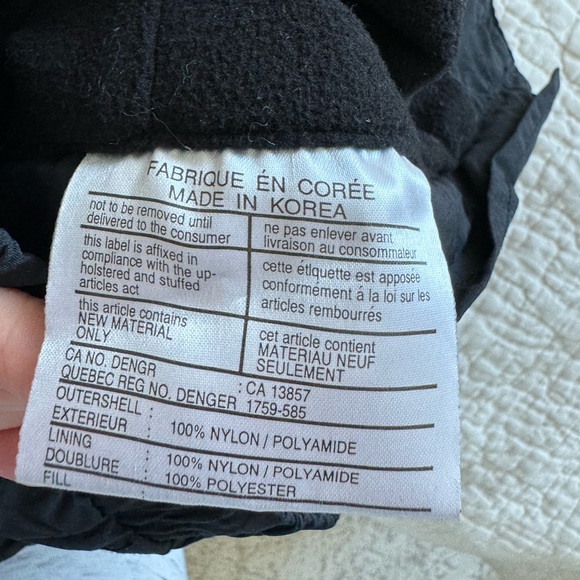 FABRIQUE ÉN CORÉE
MADE IN KOREA
not to be removed until
delivered to the consumer
ne pas enlever avant
livraison au consommateur
this label is affixed in
compliance with the up-
holstered and stuffed
articles act
cette étiquette est apposée
conformément á la loi sur les
articles rembourrés
this article contains
NEW MATERIAL
ONLY
cet article contient
MATERIAU NEUF
SEULEMENT
CA NO. DENGR : CA 13857
QUEBEC REG NO. DENGER 1759-585
OUTERSHELL :
EXTERIEUR 100% NYLON / POLYAMIDE
LINING
DOUBLURE : 100% NYLON / POLYAMIDE
FILL : 100% POLYESTER